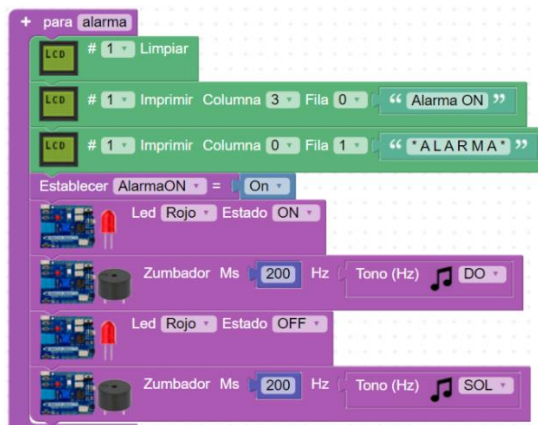 + para alarma
LCD # 1 Limpiar
LCD # 1 Imprimir Columna 3 Fila 0 “ Alarma ON ”
LCD # 1 Imprimir Columna 0 Fila 1 “ *ALARMA* ”
Establecer AlarmaON = On
Led Rojo Estado ON
Zumbador Ms 200 Hz Tono (Hz) DO
Led Rojo Estado OFF
Zumbador Ms 200 Hz Tono (Hz) SOL